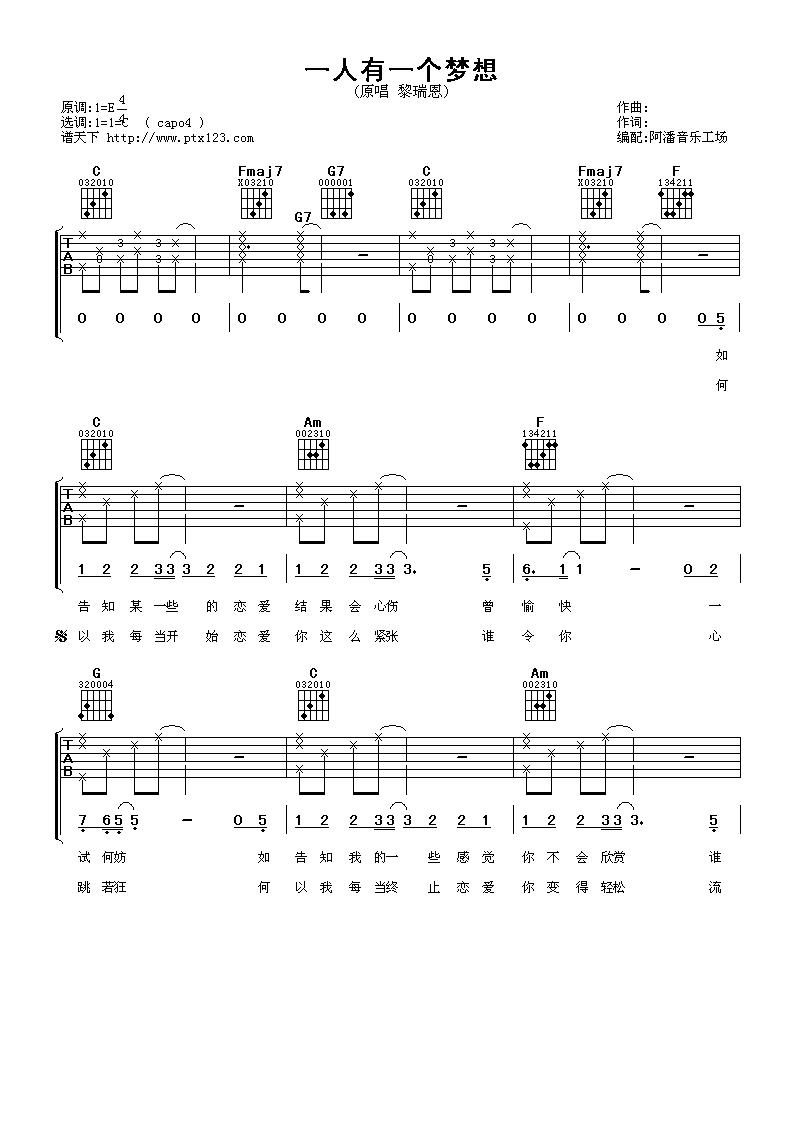 一人有一个梦想
(原唱 黎瑞恩)
原调:1=E 4/4
选调:1=1=C ( capo4 )
谱天下 http://www.ptx123.com
作曲:
作词:
编配:阿潘音乐工场
C Fmaj7 G7 C Fmaj7 F
032010 X03210 000001 032010 X03210 134211
G7
3 3 3 3
T A B
0 3 0 3
0 0 0 0 0 0 0 0 0 0 0 0 0 0 0 0 5
如
何
C Am F
032010 002310 134211
T A B
1 2 2 33 3 2 2 1 1 2 2 33 3. 5 6. 1 1 - 0 2
告知某一些的恋爱结果会心伤 曾愉快 一
以我每当开始恋爱你这么紧张 谁令你 心
G C Am
320004 032010 002310
T A B
7 65 5 - 0 5 1 2 2 33 3 2 2 1 1 2 2 33 3. 5
试何妨 如告知我的一些感觉你不会欣赏 谁
跳若狂 何以我每当终止恋爱你变得轻松 流